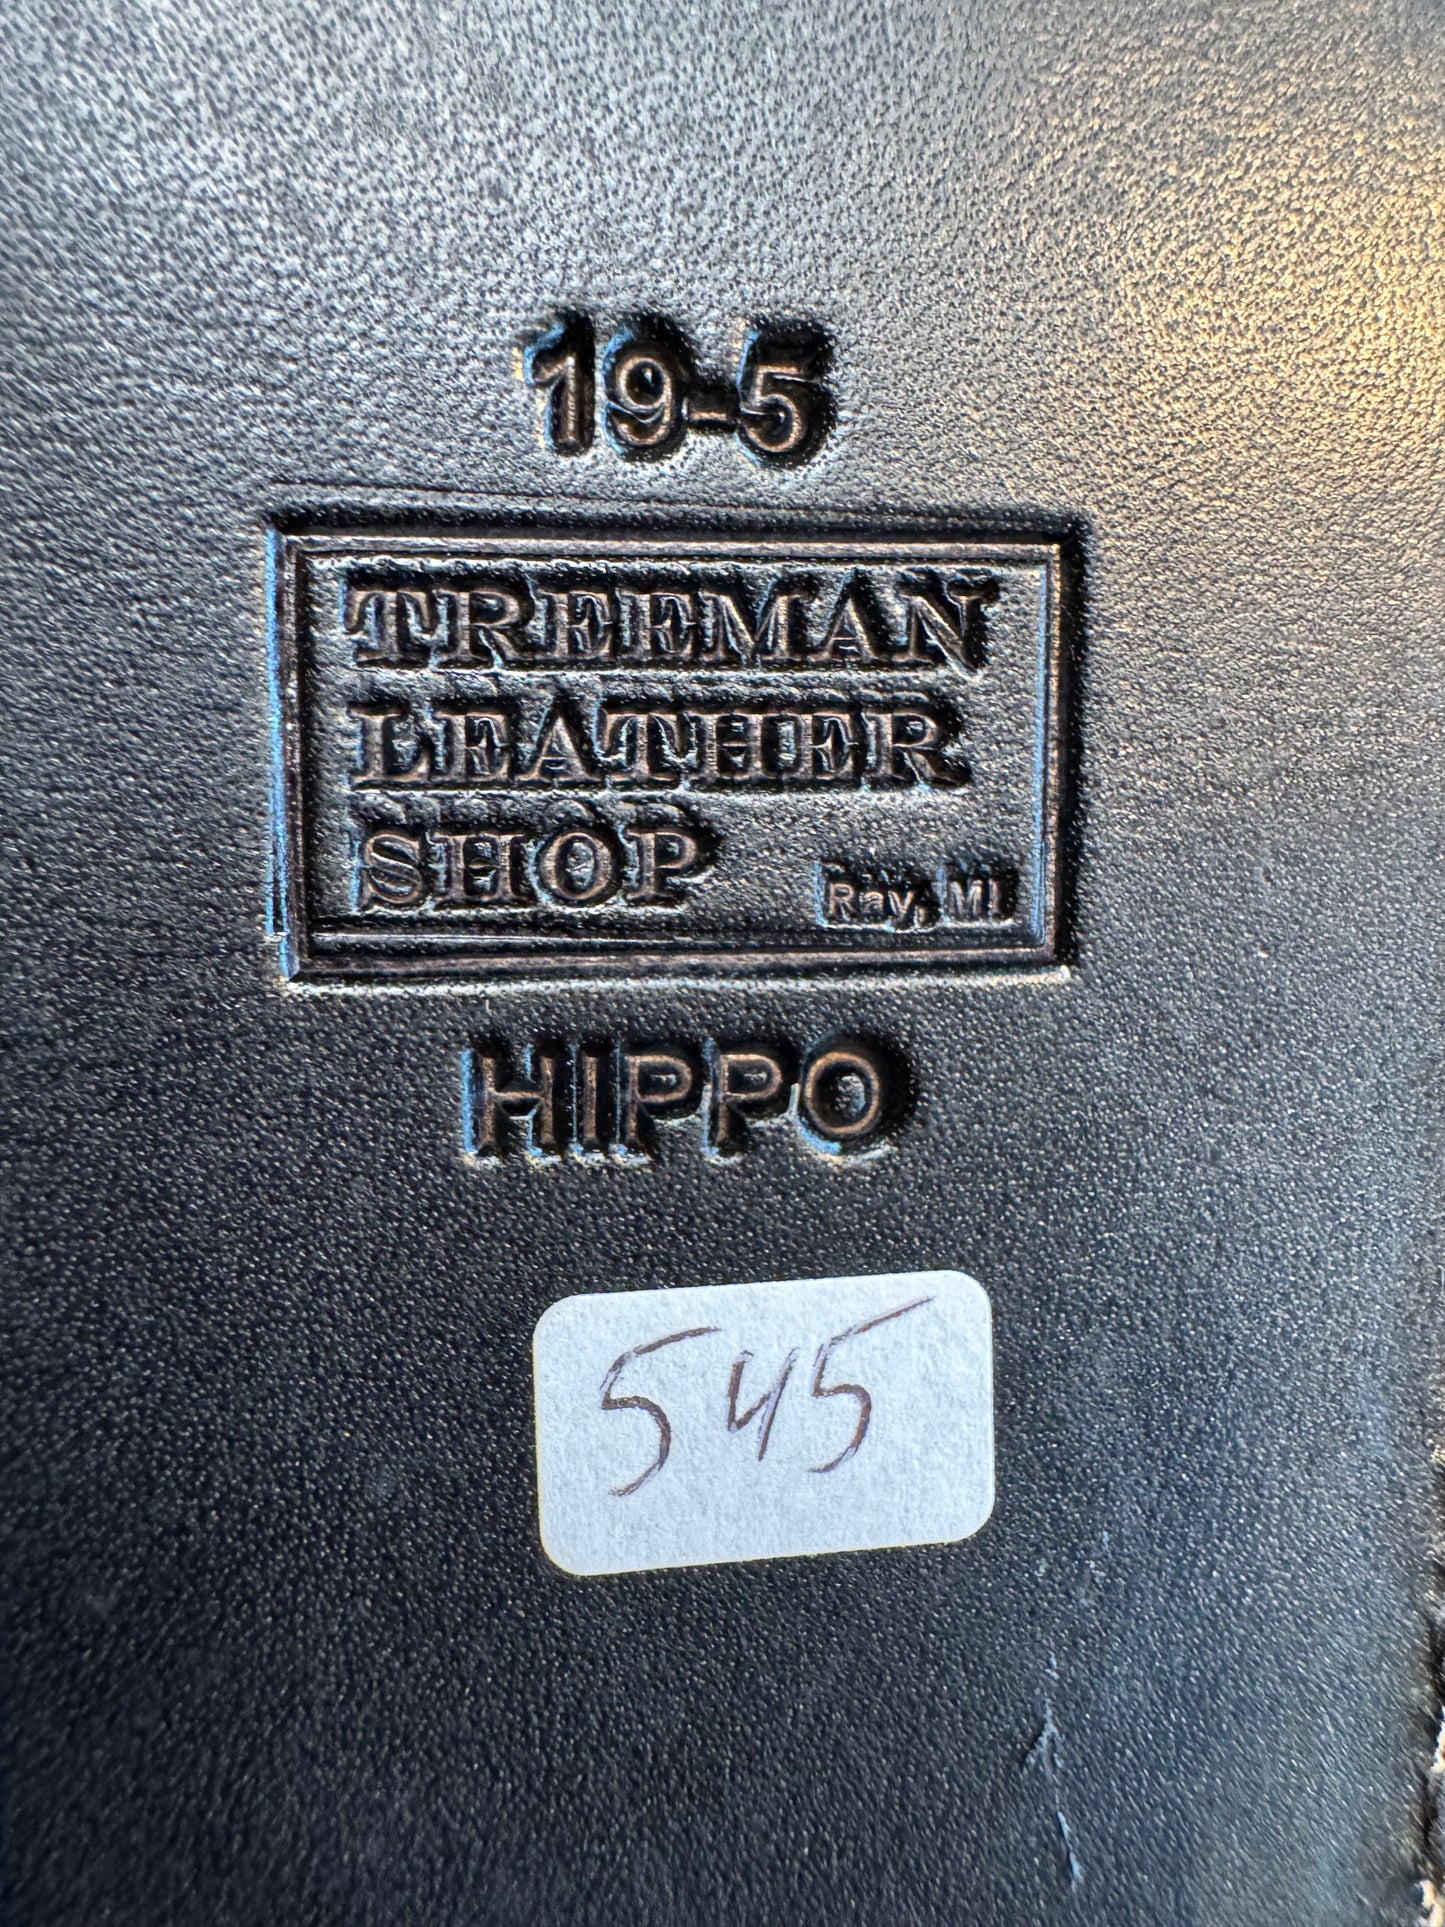 19-5
TREEMAN
LEATHER
SHOP Ray, MI
HIPPO
545